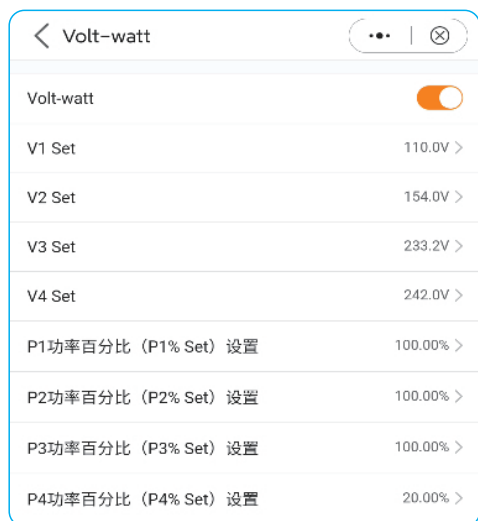 Volt-watt
Volt-watt
V1 Set 110.0V
V2 Set 154.0V
V3 Set 233.2V
V4 Set 242.0V
P1功率百分比（P1% Set）设置 100.00%
P2功率百分比（P2% Set）设置 100.00%
P3功率百分比（P3% Set）设置 100.00%
P4功率百分比（P4% Set）设置 20.00%